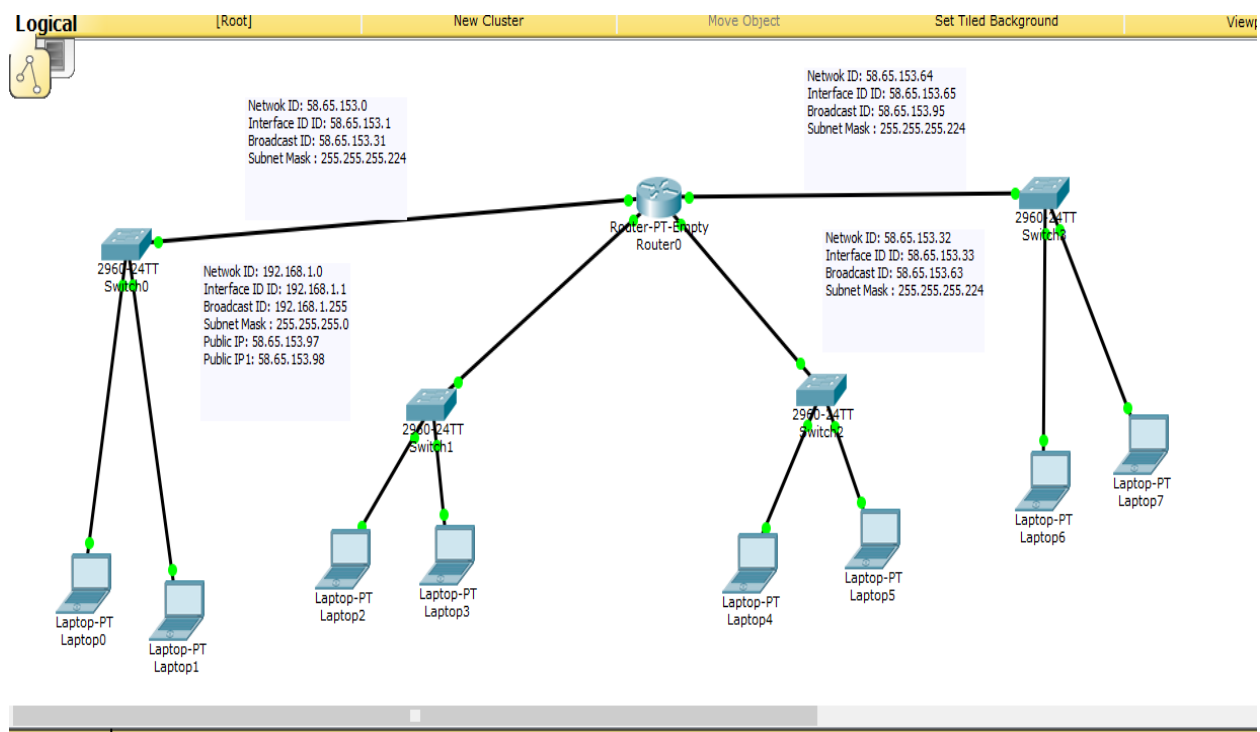 Logical
[Root]
New Cluster
Move Object
Set Tiled Background
Netwok ID: 58.65.153.0
Interface ID ID: 58.65.153.1
Broadcast ID: 58.65.153.31
Subnet Mask : 255.255.255.224
Netwok ID: 58.65.153.64
Interface ID ID: 58.65.153.65
Broadcast ID: 58.65.153.95
Subnet Mask : 255.255.255.224
Router-PT-Empty
Router0
2960-24TT
Switch3
2960-24TT
Switch0
Netwok ID: 192.168.1.0
Interface ID ID: 192.168.1.1
Broadcast ID: 192.168.1.255
Subnet Mask : 255.255.255.0
Public IP: 58.65.153.97
Public IP1: 58.65.153.98
Netwok ID: 58.65.153.32
Interface ID ID: 58.65.153.33
Broadcast ID: 58.65.153.63
Subnet Mask : 255.255.255.224
2960-24TT
Switch1
2960-24TT
Switch2
Laptop-PT
Laptop0
Laptop-PT
Laptop1
Laptop-PT
Laptop2
Laptop-PT
Laptop3
Laptop-PT
Laptop4
Laptop-PT
Laptop5
Laptop-PT
Laptop6
Laptop-PT
Laptop7